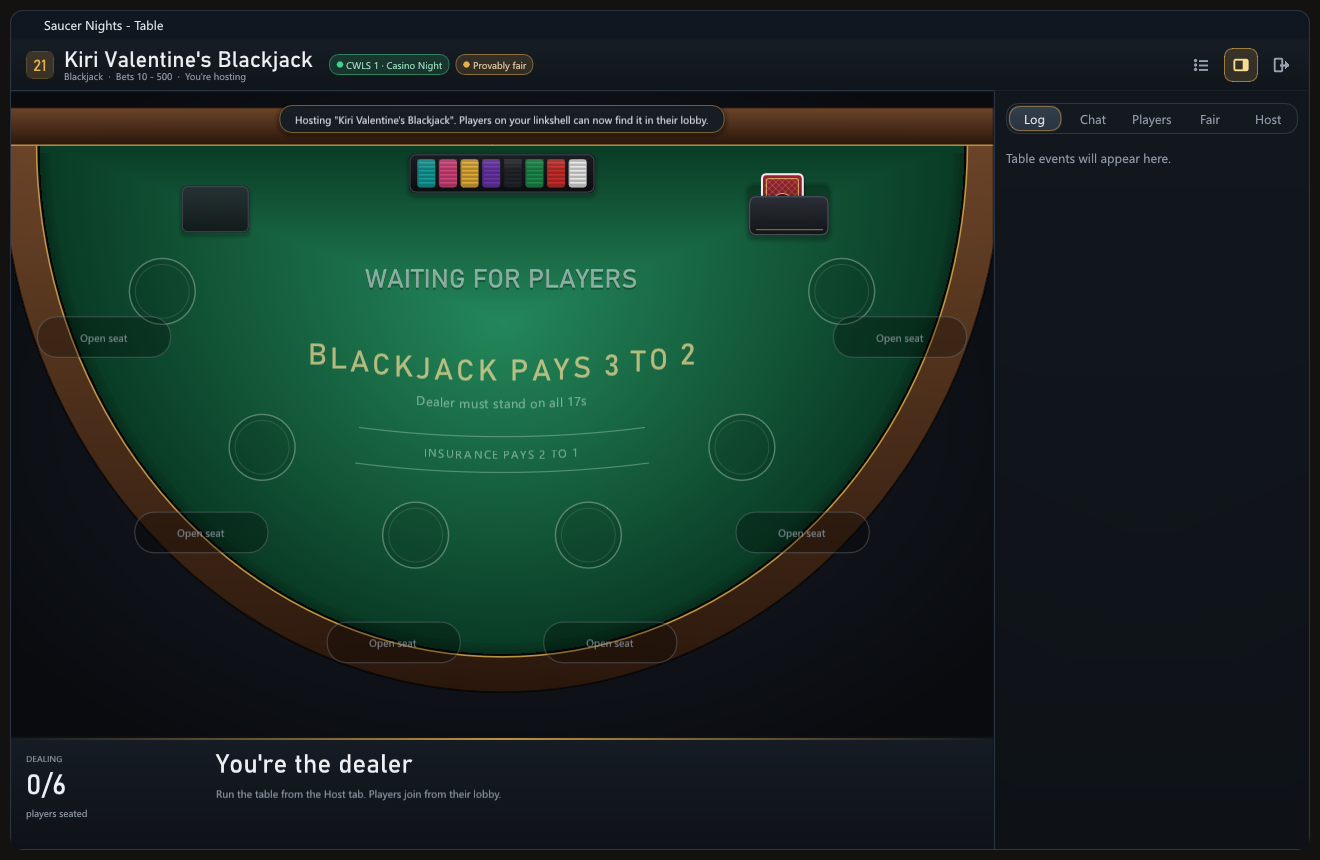 Saucer Nights - Table
21
Kiri Valentine's Blackjack
Blackjack · Bets 10 - 500 · You're hosting
CWLS 1 · Casino Night
Provably fair
Hosting "Kiri Valentine's Blackjack". Players on your linkshell can now find it in their lobby.
Log
Chat
Players
Fair
Host
Table events will appear here.
WAITING FOR PLAYERS
Open seat
Open seat
BLACKJACK PAYS 3 TO 2
Dealer must stand on all 17s
INSURANCE PAYS 2 TO 1
Open seat
Open seat
Open seat
Open seat
DEALING
0/6
players seated
You're the dealer
Run the table from the Host tab. Players join from their lobby.